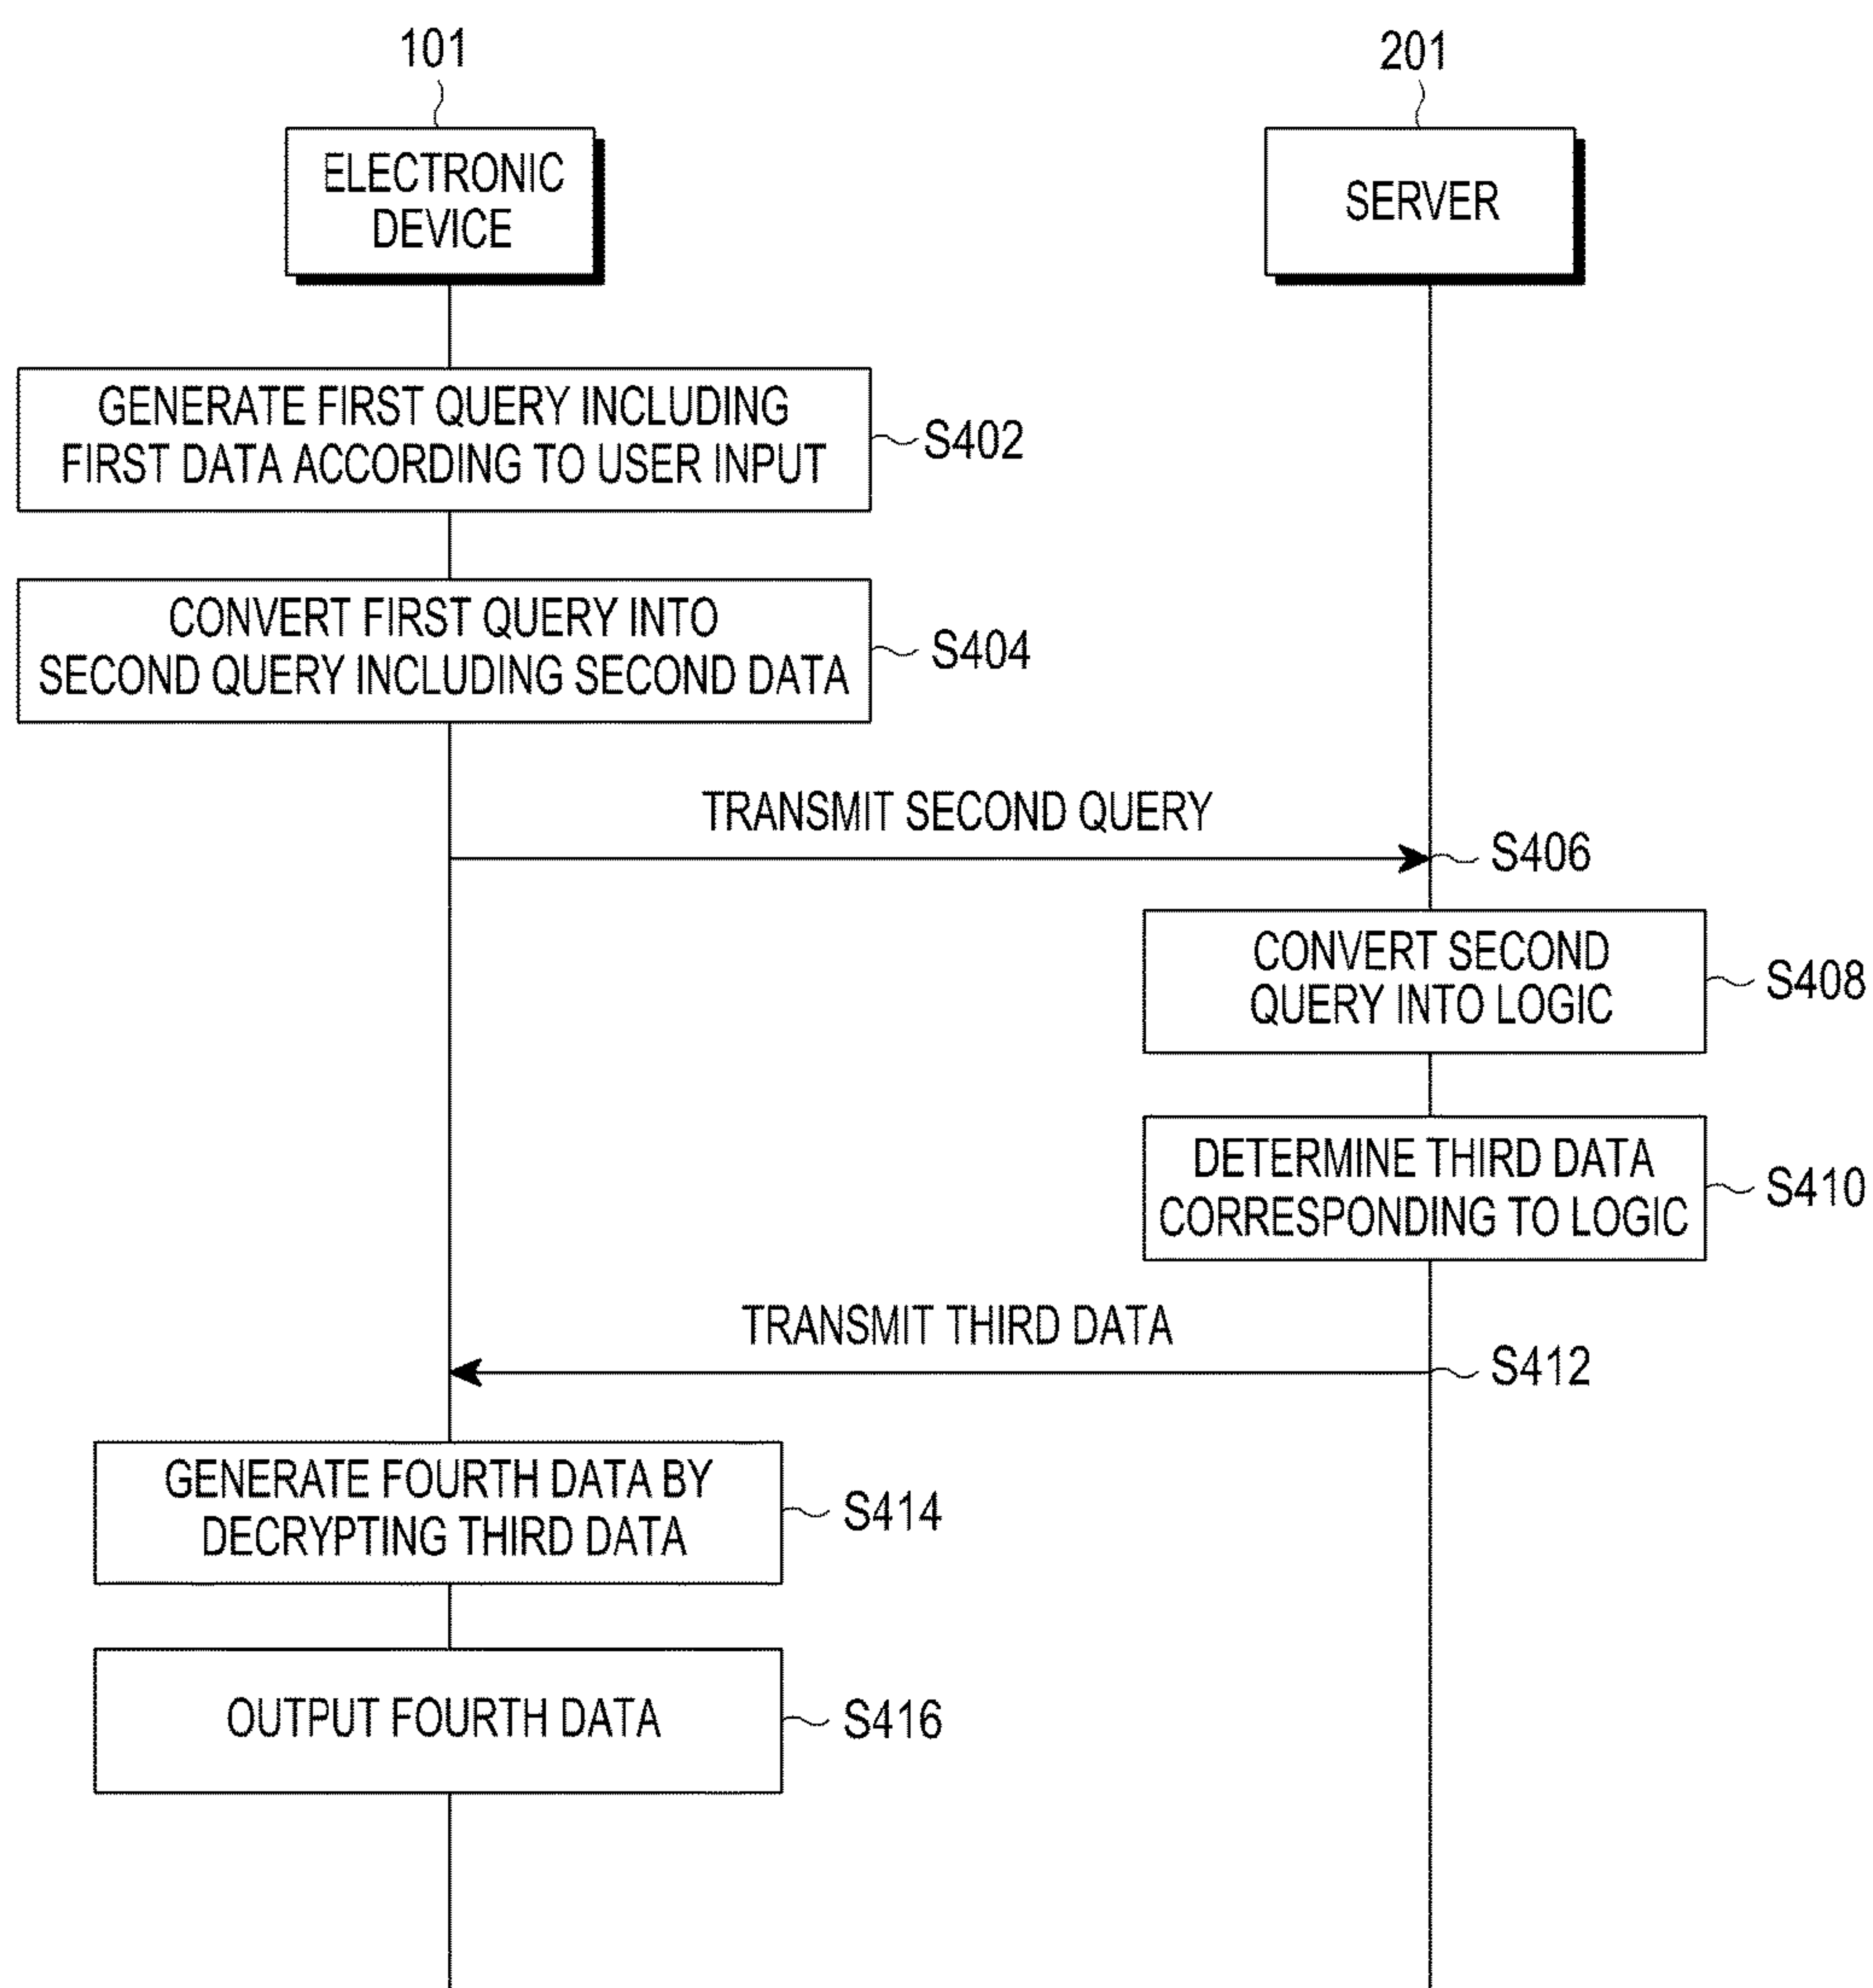 101
201
ELECTRONIC
DEVICE
SERVER
GENERATE FIRST QUERY INCLUDING
FIRST DATA ACCORDING TO USER INPUT
S402
CONVERT FIRST QUERY INTO
SECOND QUERY INCLUDING SECOND DATA
S404
TRANSMIT SECOND QUERY
S406
CONVERT SECOND
QUERY INTO LOGIC
S408
DETERMINE THIRD DATA
CORRESPONDING TO LOGIC
S410
TRANSMIT THIRD DATA
S412
GENERATE FOURTH DATA BY
DECRYPTING THIRD DATA
S414
OUTPUT FOURTH DATA
S416